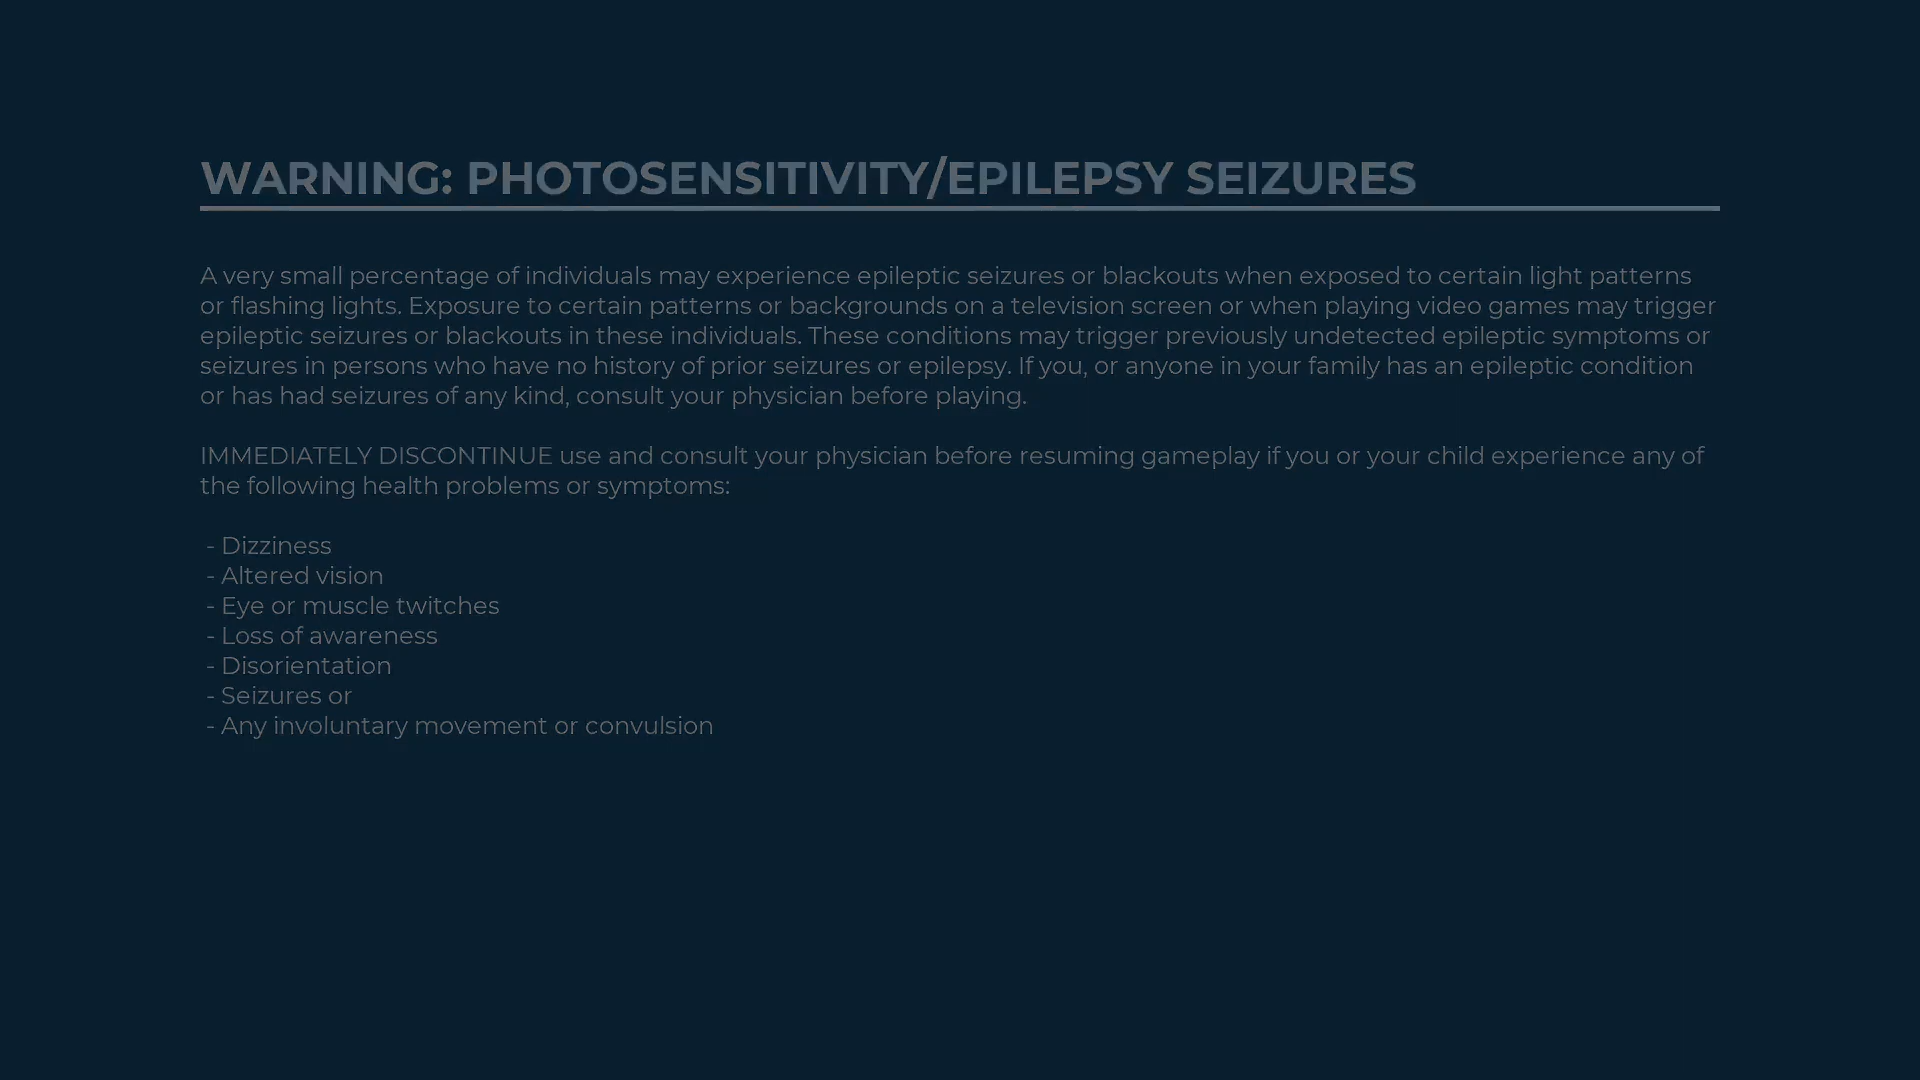 WARNING: PHOTOSENSITIVITY/EPILEPSY SEIZURES
A very small percentage of individuals may experience epileptic seizures or blackouts when exposed to certain light patterns
or flashing lights. Exposure to certain patterns or backgrounds on a television screen or when playing video games may trigger
epileptic seizures or blackouts in these individuals. These conditions may trigger previously undetected epileptic symptoms or
seizures in persons who have no history of prior seizures or epilepsy. If you, or anyone in your family has an epileptic condition
or has had seizures of any kind, consult your physician before playing.
IMMEDIATELY DISCONTINUE use and consult your physician before resuming gameplay if you or your child experience any of
the following health problems or symptoms:
- Dizziness
- Altered vision
- Eye or muscle twitches
- Loss of awareness
- Disorientation
- Seizures or
- Any involuntary movement or convulsion